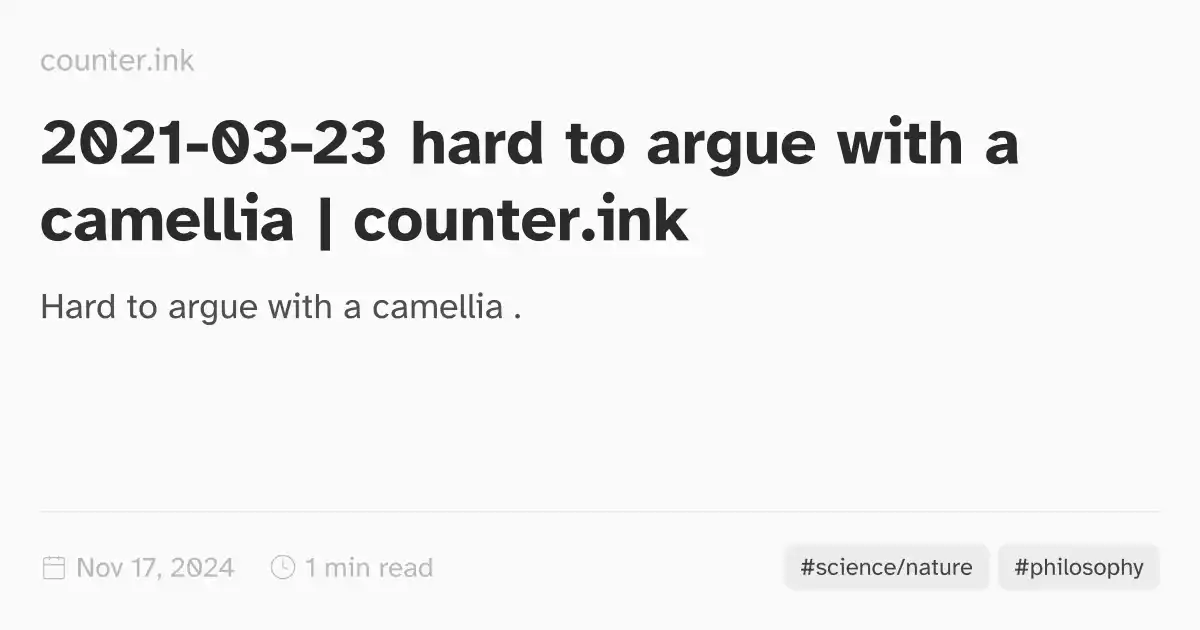 counter.ink
2021-03-23 hard to argue with a
camellia | counter.ink
Hard to argue with a camellia .
Nov 17, 2024 1 min read #science/nature #philosophy